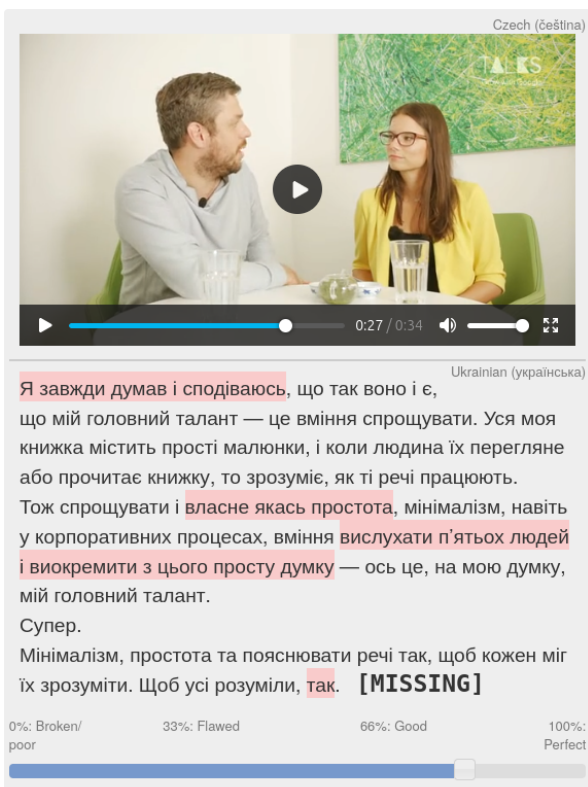 Czech (čeština)
TALKS
0:27 / 0:34
Ukrainian (українська)
Я завжди думав і сподіваюсь, що так воно і є,
що мій головний талант — це вміння спрощувати. Уся моя
книжка містить прості малюнки, і коли людина їх перегляне
або прочитає книжку, то зрозуміє, як ті речі працюють.
Тож спрощувати і власне якась простота, мінімалізм, навіть
у корпоративних процесах, вміння вислухати п'ятьох людей
і виокремити з цього просту думку — ось це, на мою думку,
мій головний талант.
Супер.
Мінімалізм, простота та пояснювати речі так, щоб кожен міг
їх зрозуміти. Щоб усі розуміли, так. [MISSING]
0%: Broken/ 33%: Flawed 66%: Good 100%:
poor Perfect